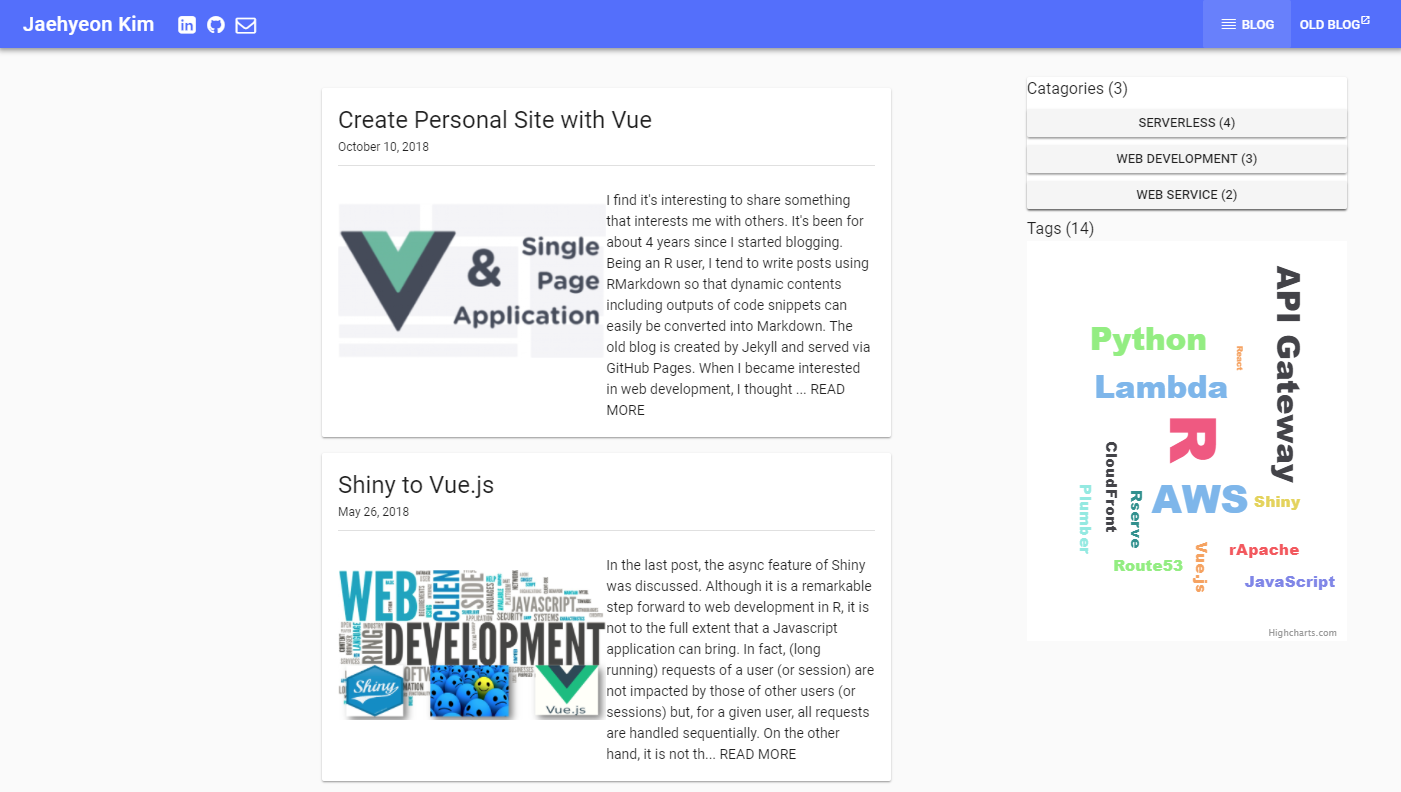 Jaehyeon Kim
BLOG
OLD BLOG
Create Personal Site with Vue
October 10, 2018
& Single
Page
Application
I find it's interesting to share something
that interests me with others. It's been for
about 4 years since I started blogging.
Being an R user, I tend to write posts using
RMarkdown so that dynamic contents
including outputs of code snippets can
easily be converted into Markdown. The
old blog is created by Jekyll and served via
GitHub Pages. When I became interested
in web development, I thought ... READ
MORE
Shiny to Vue.js
May 26, 2018
WEB
CLIEN
SIDE
JAVASCRIPT
DEVELOPMENT
Shiny
Vue.js
In the last post, the async feature of Shiny
was discussed. Although it is a remarkable
step forward to web development in R, it is
not to the full extent that a Javascript
application can bring. In fact, (long
running) requests of a user (or session) are
not impacted by those of other users (or
sessions) but, for a given user, all requests
are handled sequentially. On the other
hand, it is not th... READ MORE
Catagories (3)
SERVERLESS (4)
WEB DEVELOPMENT (3)
WEB SERVICE (2)
Tags (14)
API Gateway
Python
React
Lambda
R
CloudFront
Plumber
Rserve
AWS
Shiny
Vue.js
rApache
Route53
JavaScript
Highcharts.com